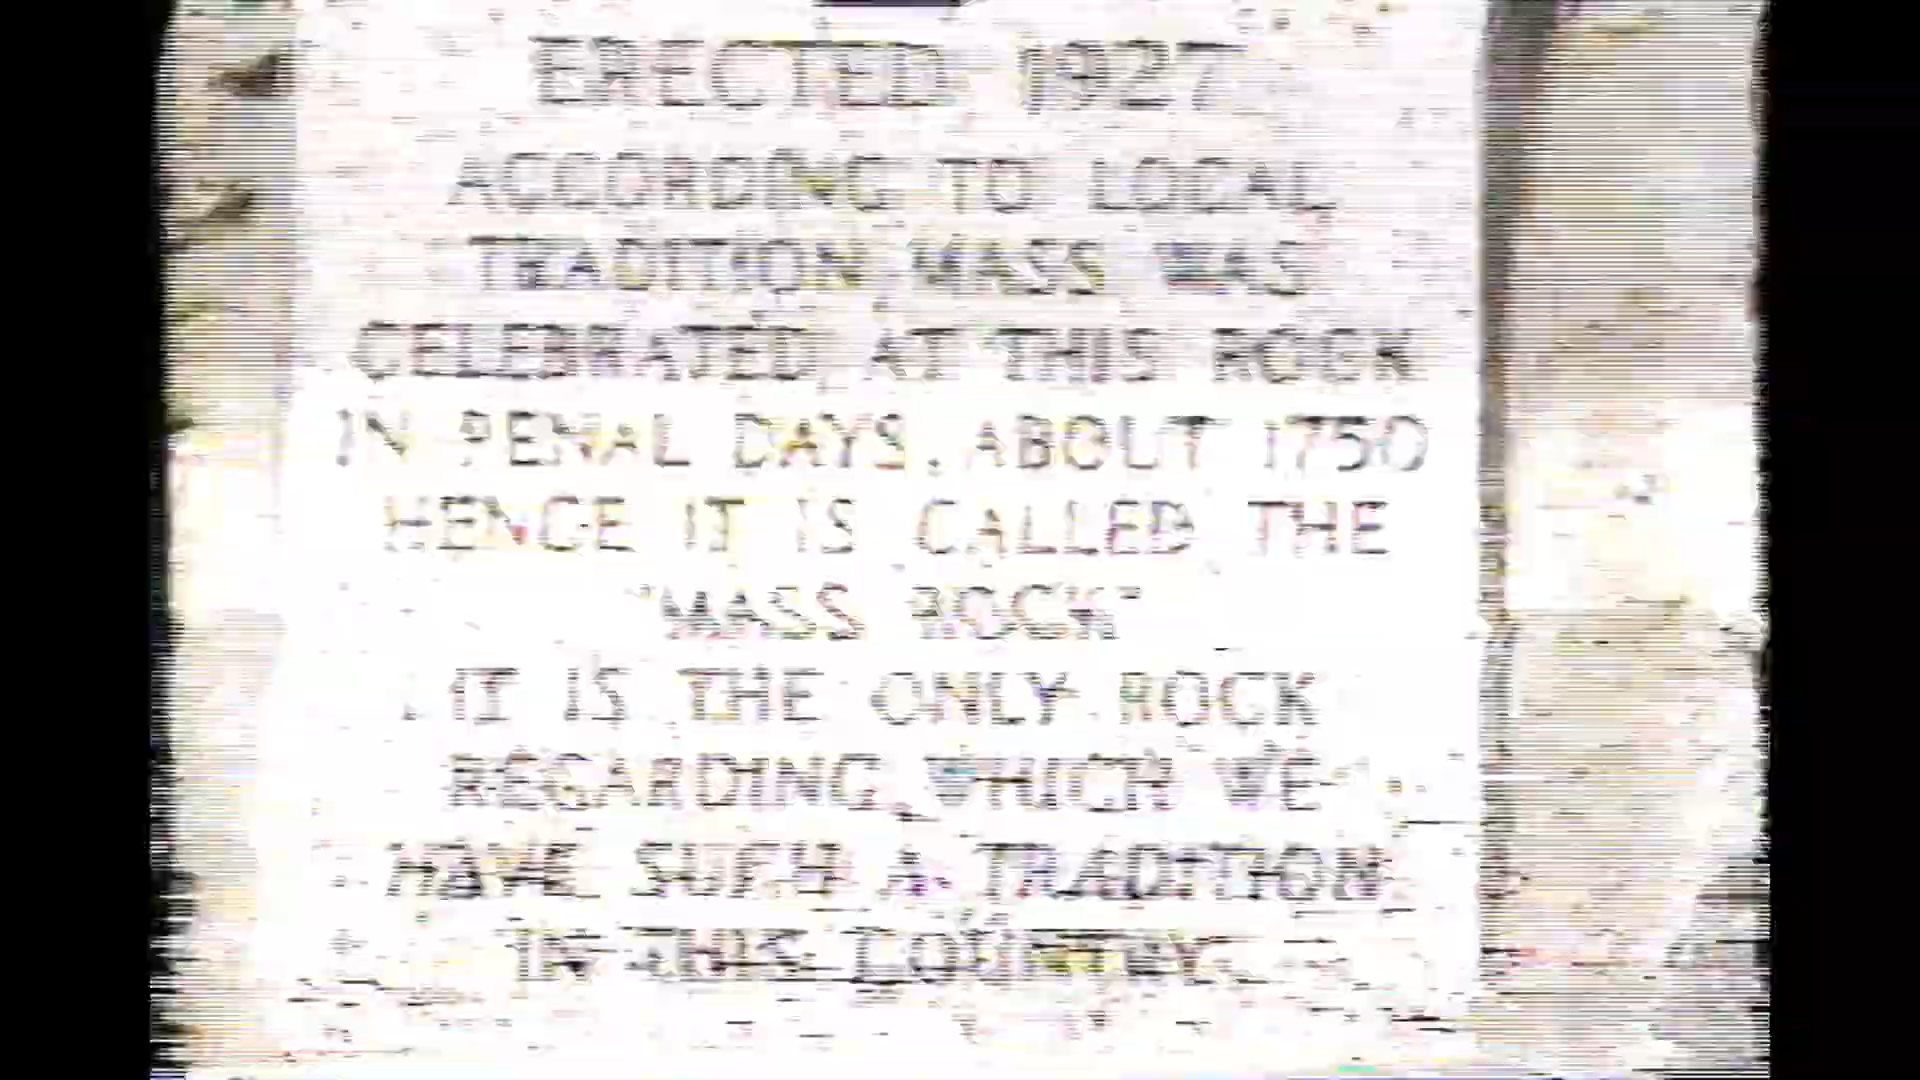 ERECTED 1927
ACCORDING TO LOCAL
TRADITION MASS WAS
CELEBRATED AT THIS ROCK
IN PENAL DAYS, ABOUT 1750
HENCE IT IS CALLED THE
"MASS ROCK"
IT IS THE ONLY ROCK
REGARDING WHICH WE
HAVE SUCH A TRADITION
IN THIS COUNTRY